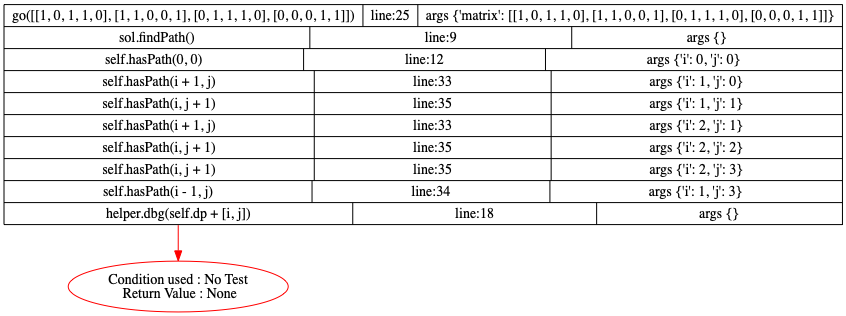 go([[1, 0, 1, 1, 0], [1, 1, 0, 0, 1], [0, 1, 1, 1, 0], [0, 0, 0, 1, 1]]) line:25 args {'matrix': [[1, 0, 1, 1, 0], [1, 1, 0, 0, 1], [0, 1, 1, 1, 0], [0, 0, 0, 1, 1]]}
sol.findPath() line:9 args {}
self.hasPath(0, 0) line:12 args {'i': 0, 'j': 0}
self.hasPath(i + 1, j) line:33 args {'i': 1, 'j': 0}
self.hasPath(i, j + 1) line:35 args {'i': 1, 'j': 1}
self.hasPath(i + 1, j) line:33 args {'i': 2, 'j': 1}
self.hasPath(i, j + 1) line:35 args {'i': 2, 'j': 2}
self.hasPath(i, j + 1) line:35 args {'i': 2, 'j': 3}
self.hasPath(i - 1, j) line:34 args {'i': 1, 'j': 3}
helper.dbg(self.dp + [i, j]) line:18 args {}
Condition used : No Test
Return Value : None